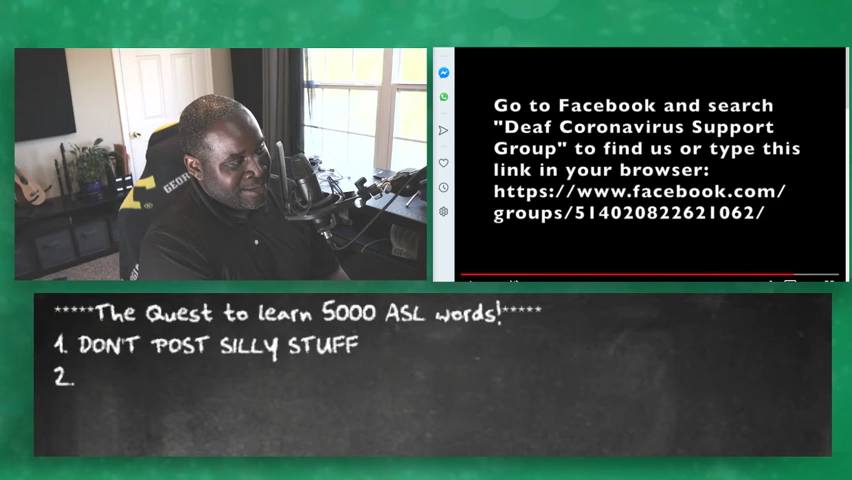 GEOR
Go to Facebook and search
"Deaf Coronavirus Support
Group" to find us or type this
link in your browser:
https://www.facebook.com/
groups/514020822621062/
*****The Quest to learn 5000 ASL words!*****
1. DON'T POST SILLY STUFF
2.